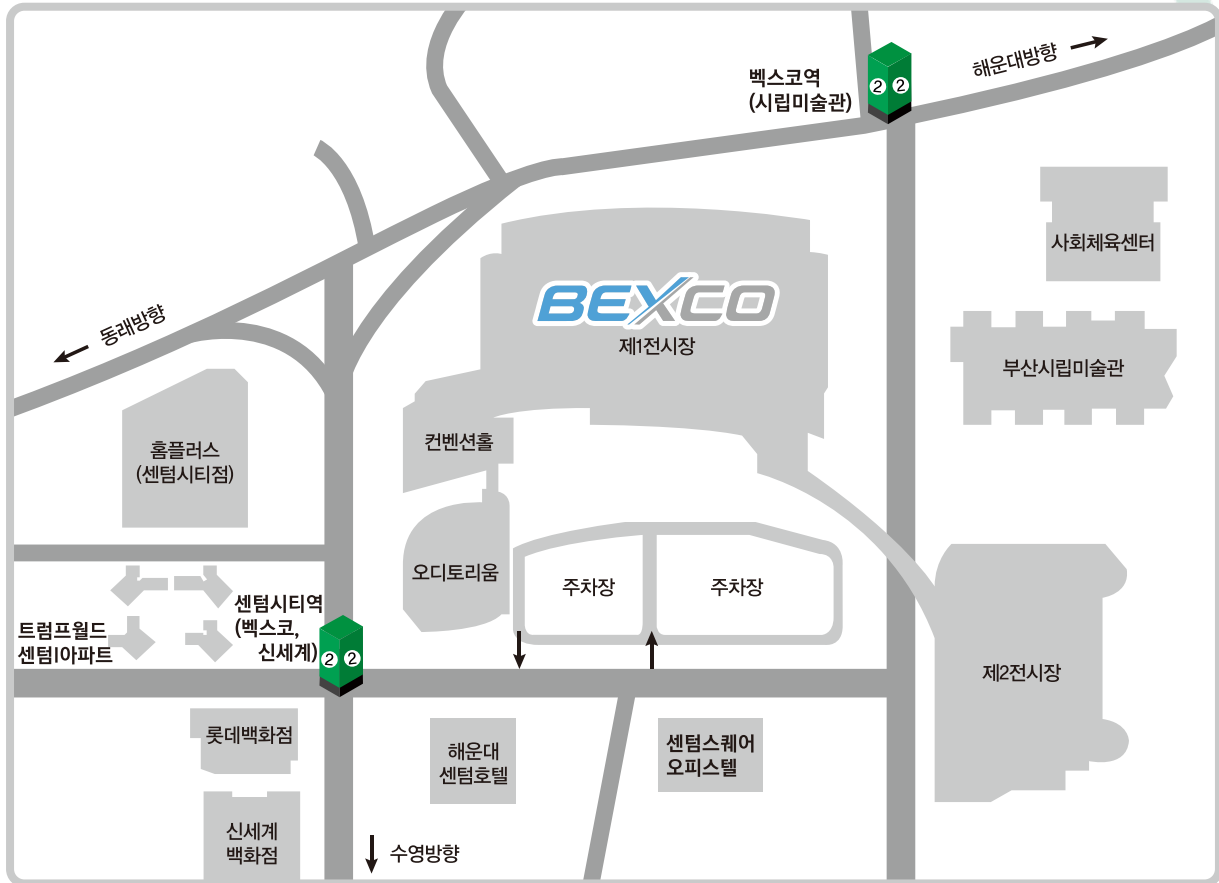 해운대방향
벡스코역
(시립미술관)
2 2
사회체육센터
BEXCO
제1전시장
동래방향
부산시립미술관
컨벤션홀
홈플러스
(센텀시티점)
오디토리움
주차장
주차장
센텀시티역
(벡스코,
신세계)
2 2
트럼프월드
센텀I아파트
제2전시장
롯데백화점
해운대
센텀호텔
센텀스퀘어
오피스텔
신세계
백화점
수영방향